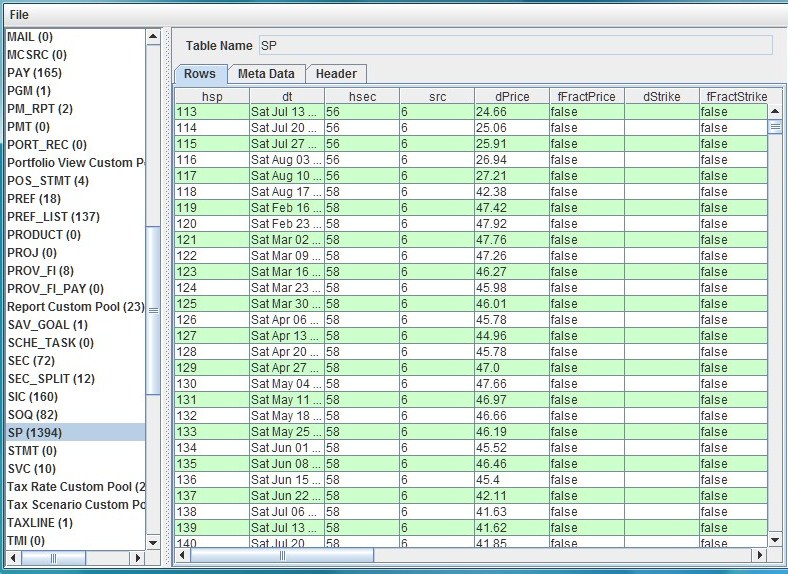 File
MAIL (0)
MCSRC (0)
PAY (165)
PGM (1)
PM_RPT (2)
PMT (0)
PORT_REC (0)
Portfolio View Custom P
POS_STMT (4)
PREF (18)
PREF_LIST (137)
PRODUCT (0)
PROJ (0)
PROV_FI (8)
PROV_FI_PAY (0)
Report Custom Pool (23)
SAV_GOAL (1)
SCHE_TASK (0)
SEC (72)
SEC_SPLIT (12)
SIC (160)
SOQ (82)
SP (1394)
STMT (0)
SVC (10)
Tax Rate Custom Pool (2
Tax Scenario Custom Po
TAXLINE (1)
TMI (0)
Table Name SP
Rows Meta Data Header
hsp dt hsec src dPrice fFractPrice dStrike fFractStrike
113 Sat Jul 13 ... 56 6 24.66 false false
114 Sat Jul 20 ... 56 6 25.06 false false
115 Sat Jul 27 ... 56 6 25.91 false false
116 Sat Aug 03 ... 56 6 26.94 false false
117 Sat Aug 10 ... 56 6 27.21 false false
118 Sat Aug 17 ... 58 6 42.38 false false
119 Sat Feb 16 ... 58 6 47.42 false false
120 Sat Feb 23 ... 58 6 47.92 false false
121 Sat Mar 02 ... 58 6 47.76 false false
122 Sat Mar 09 ... 58 6 47.26 false false
123 Sat Mar 16 ... 58 6 46.27 false false
124 Sat Mar 23 ... 58 6 45.98 false false
125 Sat Mar 30 ... 58 6 46.01 false false
126 Sat Apr 06 ... 58 6 45.78 false false
127 Sat Apr 13 ... 58 6 44.96 false false
128 Sat Apr 20 ... 58 6 45.78 false false
129 Sat Apr 27 ... 58 6 47.0 false false
130 Sat May 04 ... 58 6 47.66 false false
131 Sat May 11 ... 58 6 46.97 false false
132 Sat May 18 ... 58 6 46.66 false false
133 Sat May 25 ... 58 6 46.19 false false
134 Sat Jun 01 ... 58 6 45.52 false false
135 Sat Jun 08 ... 58 6 46.46 false false
136 Sat Jun 15 ... 58 6 45.4 false false
137 Sat Jun 22 ... 58 6 42.11 false false
138 Sat Jul 06 ... 58 6 41.63 false false
139 Sat Jul 13 ... 58 6 41.62 false false
140 Sat Jul 20 58 6 41.85 false false